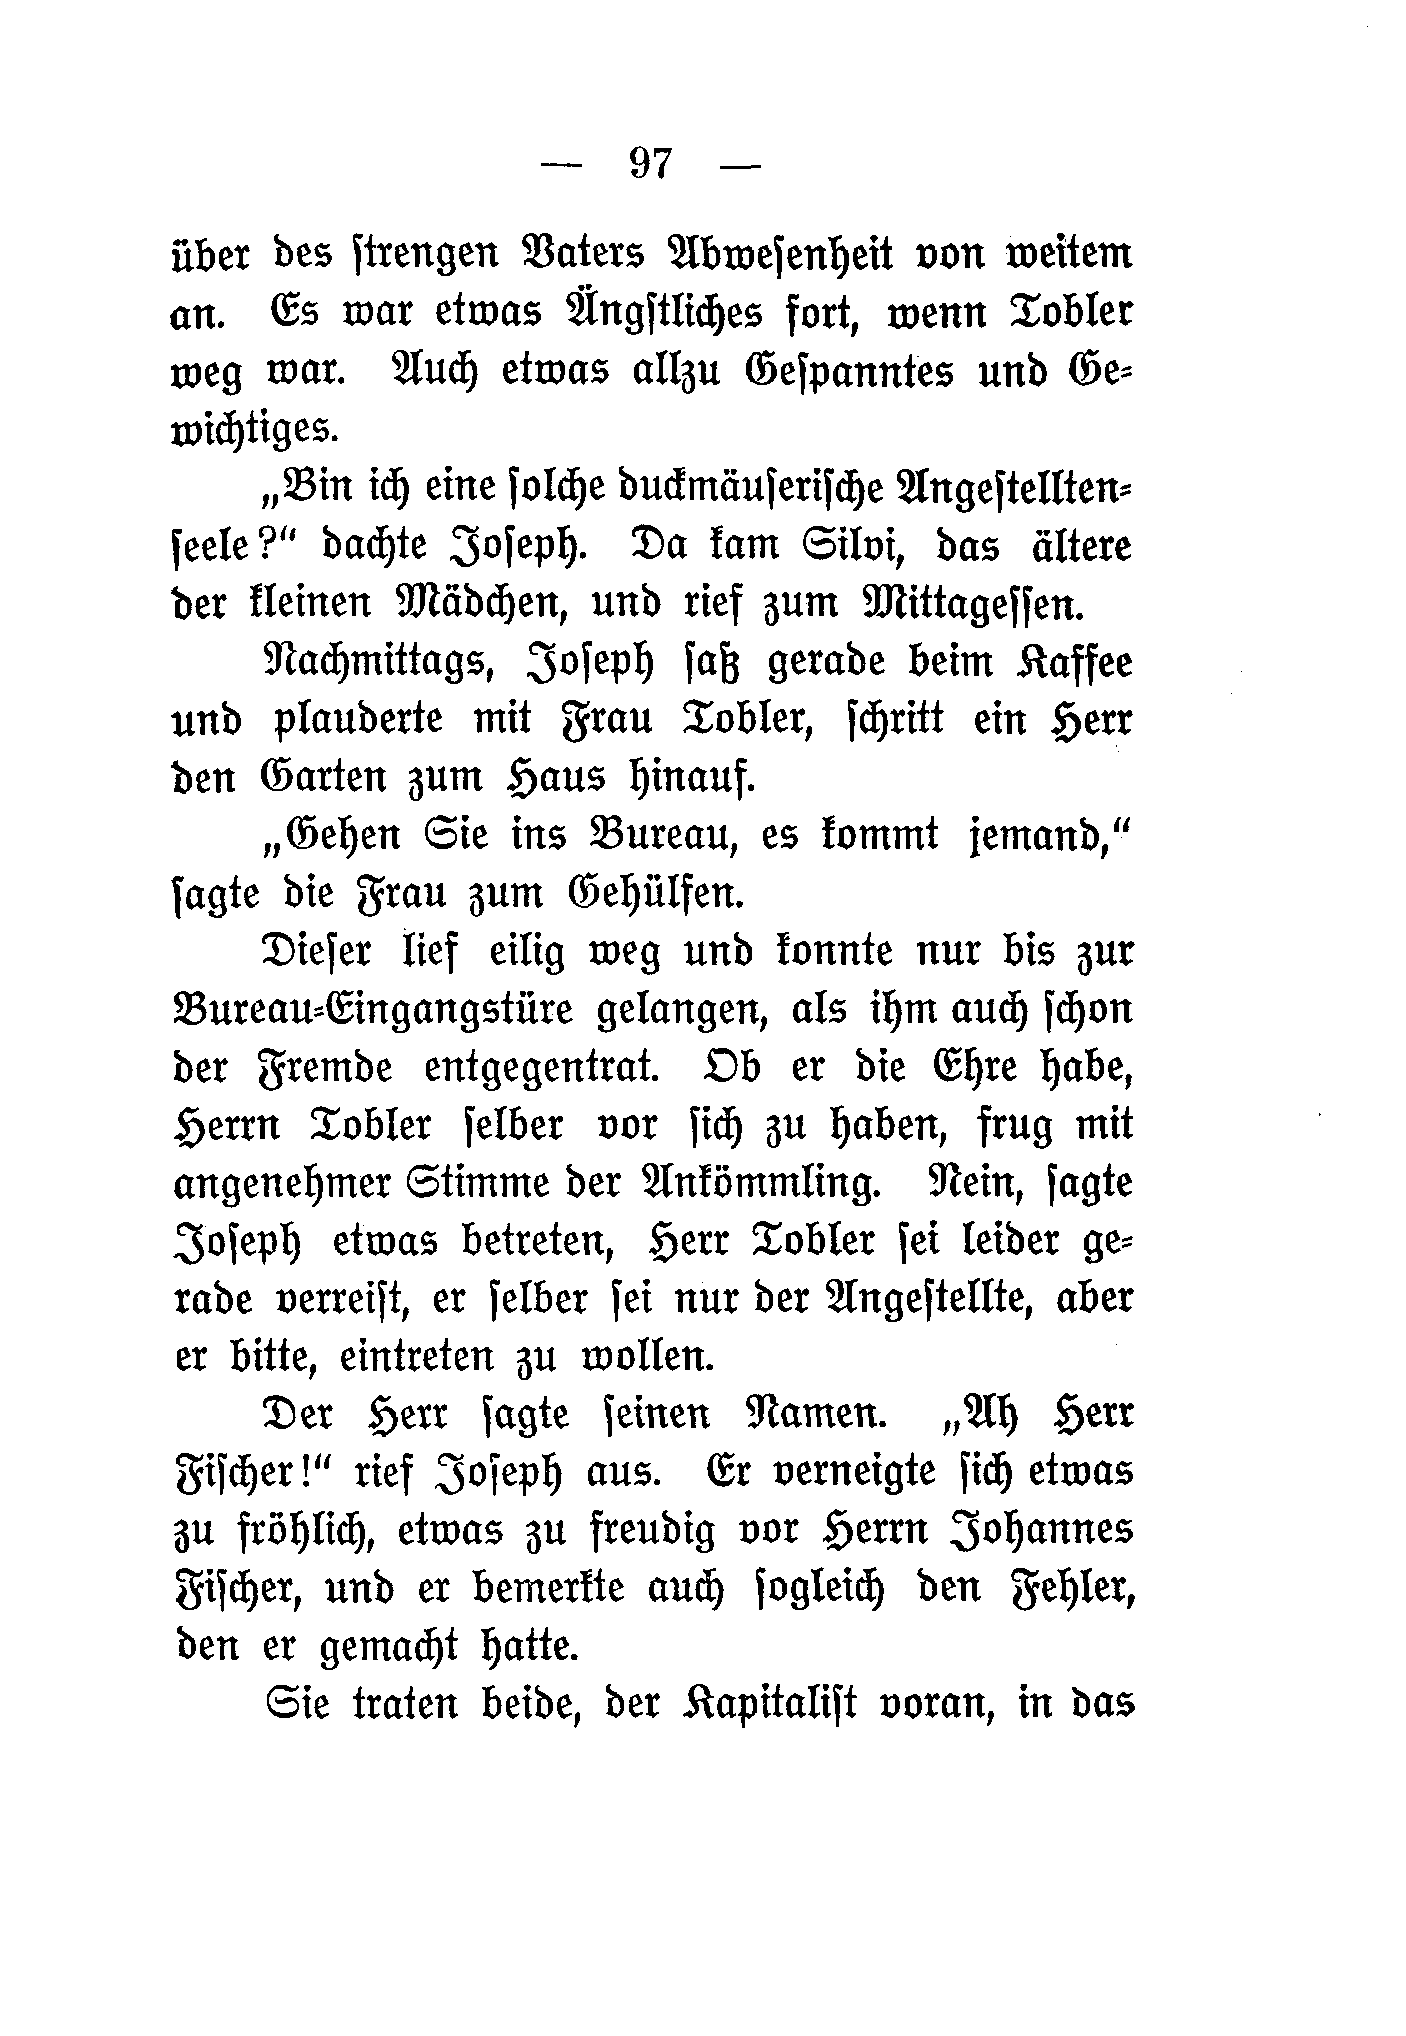 — 97 —
über des ſtrengen Vaters Abweſenheit von weitem
an. Es war etwas Ängſtliches fort, wenn Tobler
weg war. Auch etwas allzu Geſpanntes und Ge-
wichtiges.
„Bin ich eine ſolche duckmäuſeriſche Angeſtellten-
ſeele?“ dachte Joſeph. Da kam Silvi, das ältere
der kleinen Mädchen, und rief zum Mittageſſen.
Nachmittags, Joſeph ſaß gerade beim Kaffee
und plauderte mit Frau Tobler, ſchritt ein Herr
den Garten zum Haus hinauf.
„Gehen Sie ins Bureau, es kommt jemand,“
ſagte die Frau zum Gehülfen.
Dieſer lief eilig weg und konnte nur bis zur
Bureau-Eingangstüre gelangen, als ihm auch ſchon
der Fremde entgegentrat. Ob er die Ehre habe,
Herrn Tobler ſelber vor ſich zu haben, frug mit
angenehmer Stimme der Ankömmling. Nein, ſagte
Joſeph etwas betreten, Herr Tobler ſei leider ge-
rade verreiſt, er ſelber ſei nur der Angeſtellte, aber
er bitte, eintreten zu wollen.
Der Herr ſagte ſeinen Namen. „Ah Herr
Fiſcher!“ rief Joſeph aus. Er verneigte ſich etwas
zu fröhlich, etwas zu freudig vor Herrn Johannes
Fiſcher, und er bemerkte auch ſogleich den Fehler,
den er gemacht hatte.
Sie traten beide, der Kapitaliſt voran, in das